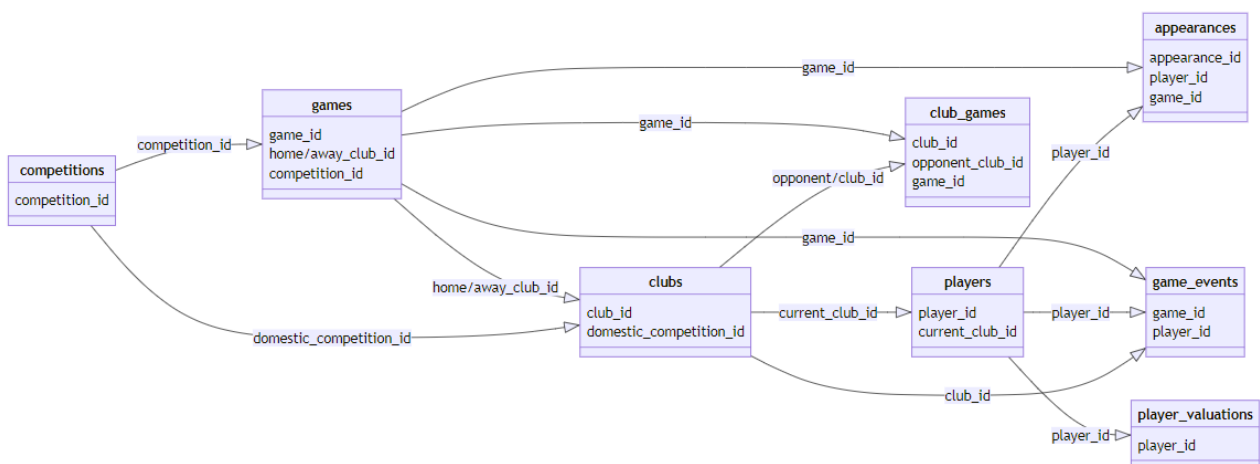 competitions
competition_id
competition_id
domestic_competition_id
games
game_id
home/away_club_id
competition_id
game_id
game_id
game_id
home/away_club_id
clubs
club_id
domestic_competition_id
opponent/club_id
current_club_id
club_id
club_games
club_id
opponent_club_id
game_id
players
player_id
current_club_id
player_id
player_id
player_id
appearances
appearance_id
player_id
game_id
game_events
game_id
player_id
player_valuations
player_id